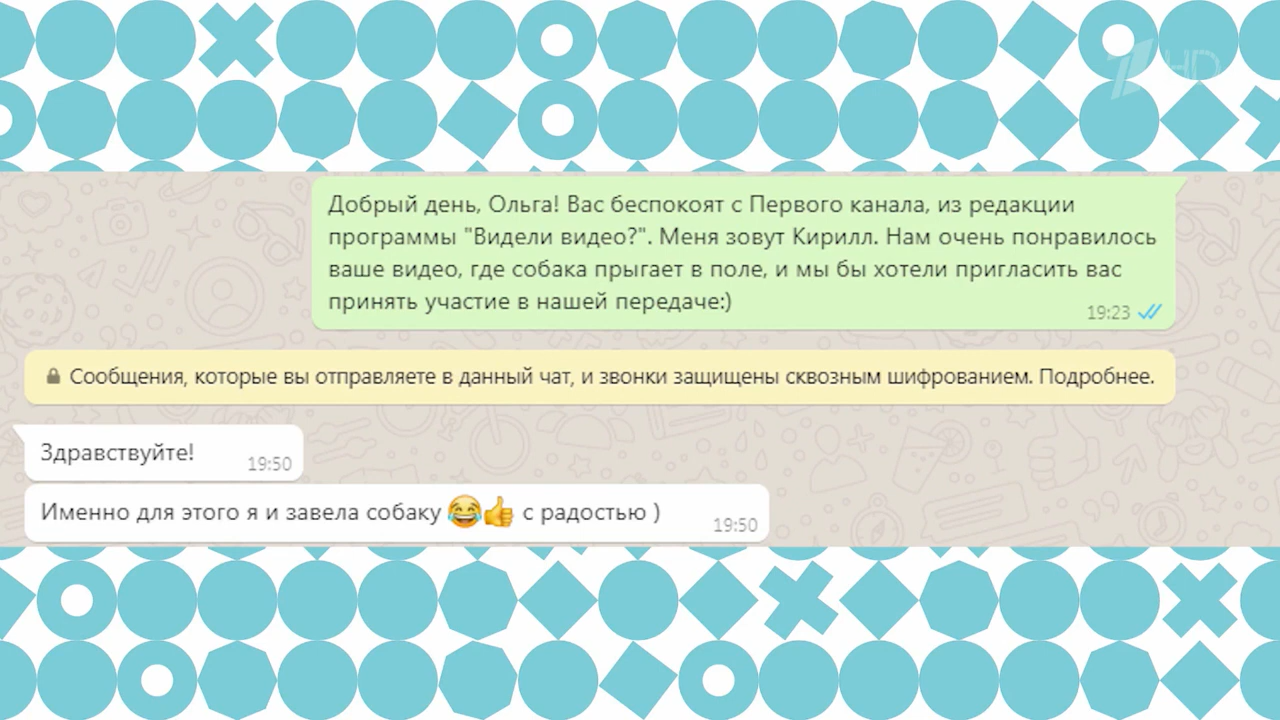 HD
Добрый день, Ольга! Вас беспокоят с Первого канала, из редакции
программы "Видели видео?". Меня зовут Кирилл. Нам очень понравилось
ваше видео, где собака прыгает в поле, и мы бы хотели пригласить вас
принять участие в нашей передаче:)
19:23
Сообщения, которые вы отправляете в данный чат, и звонки защищены сквозным шифрованием. Подробнее.
Здравствуйте!
19:50
Именно для этого я и завела собаку 😂👍 с радостью )
19:50